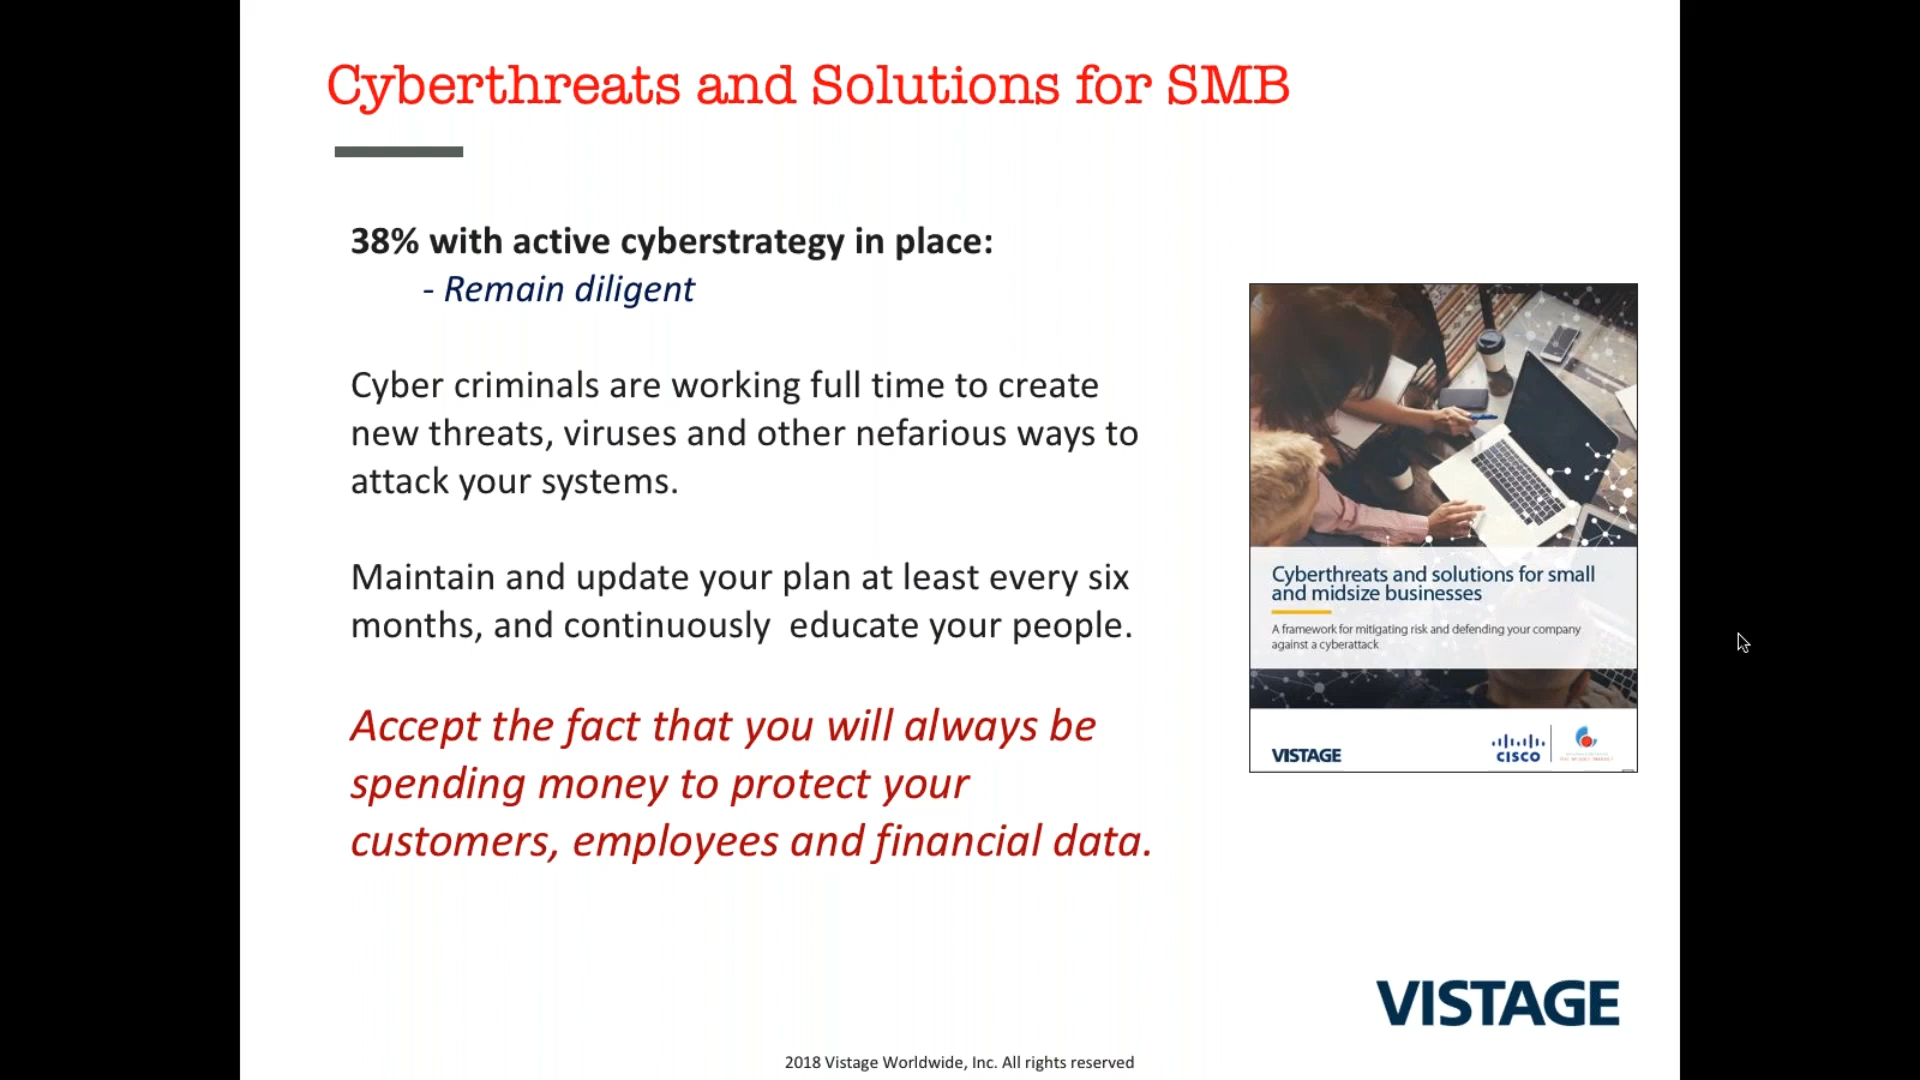 Cyberthreats and Solutions for SMB
38% with active cyberstrategy in place:
- Remain diligent
Cyber criminals are working full time to create
new threats, viruses and other nefarious ways to
attack your systems.
Maintain and update your plan at least every six
months, and continuously  educate your people.
Accept the fact that you will always be
spending money to protect your
customers, employees and financial data.
Cyberthreats and solutions for small
and midsize businesses
A framework for mitigating risk and defending your company
against a cyberattack
VISTAGE
CISCO
VISTAGE
2018 Vistage Worldwide, Inc. All rights reserved